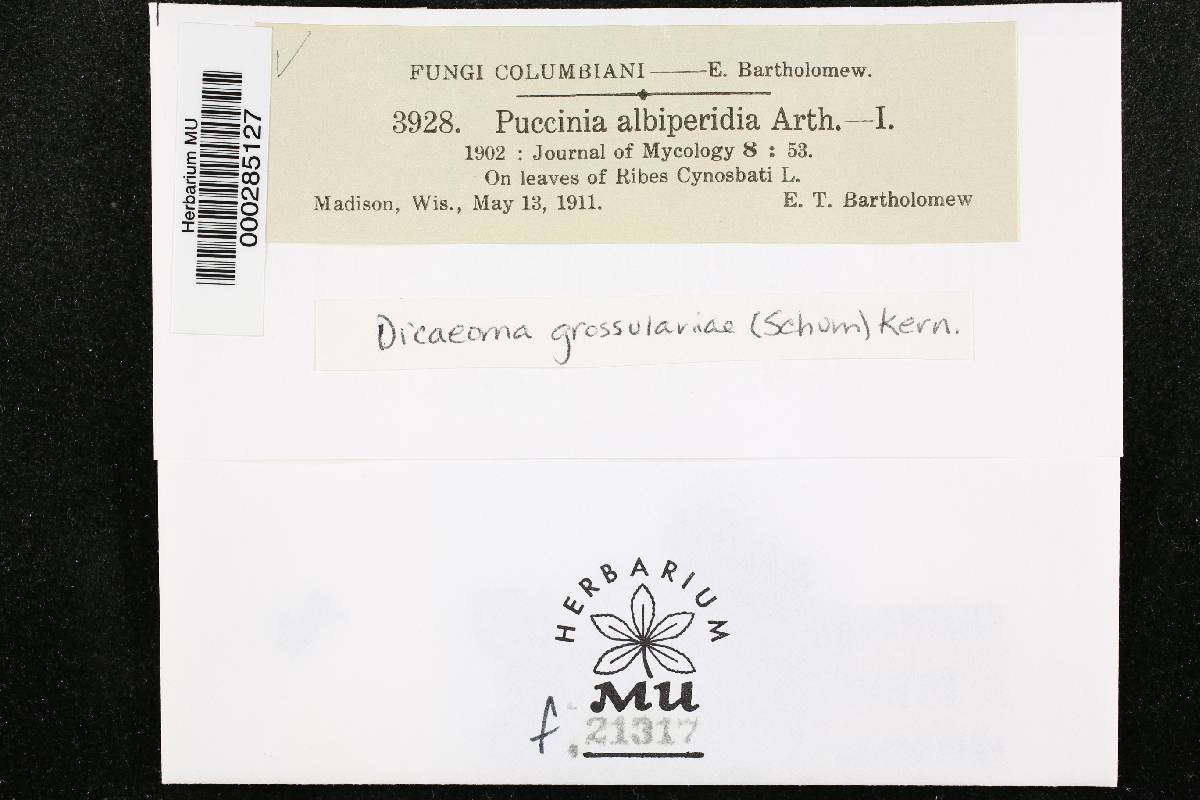 FUNGI COLUMBIANI——E. Bartholomew.
3928. Puccinia albiperidia Arth.—I.
1902 : Journal of Mycology 8 : 53.
On leaves of Ribes Cynosbati L.
Madison, Wis., May 13, 1911. E. T. Bartholomew
Herbarium MU
000285127
Dicaeoma grossulariae (Schum) Kern.
HERBARIUM
MU
f. 21317